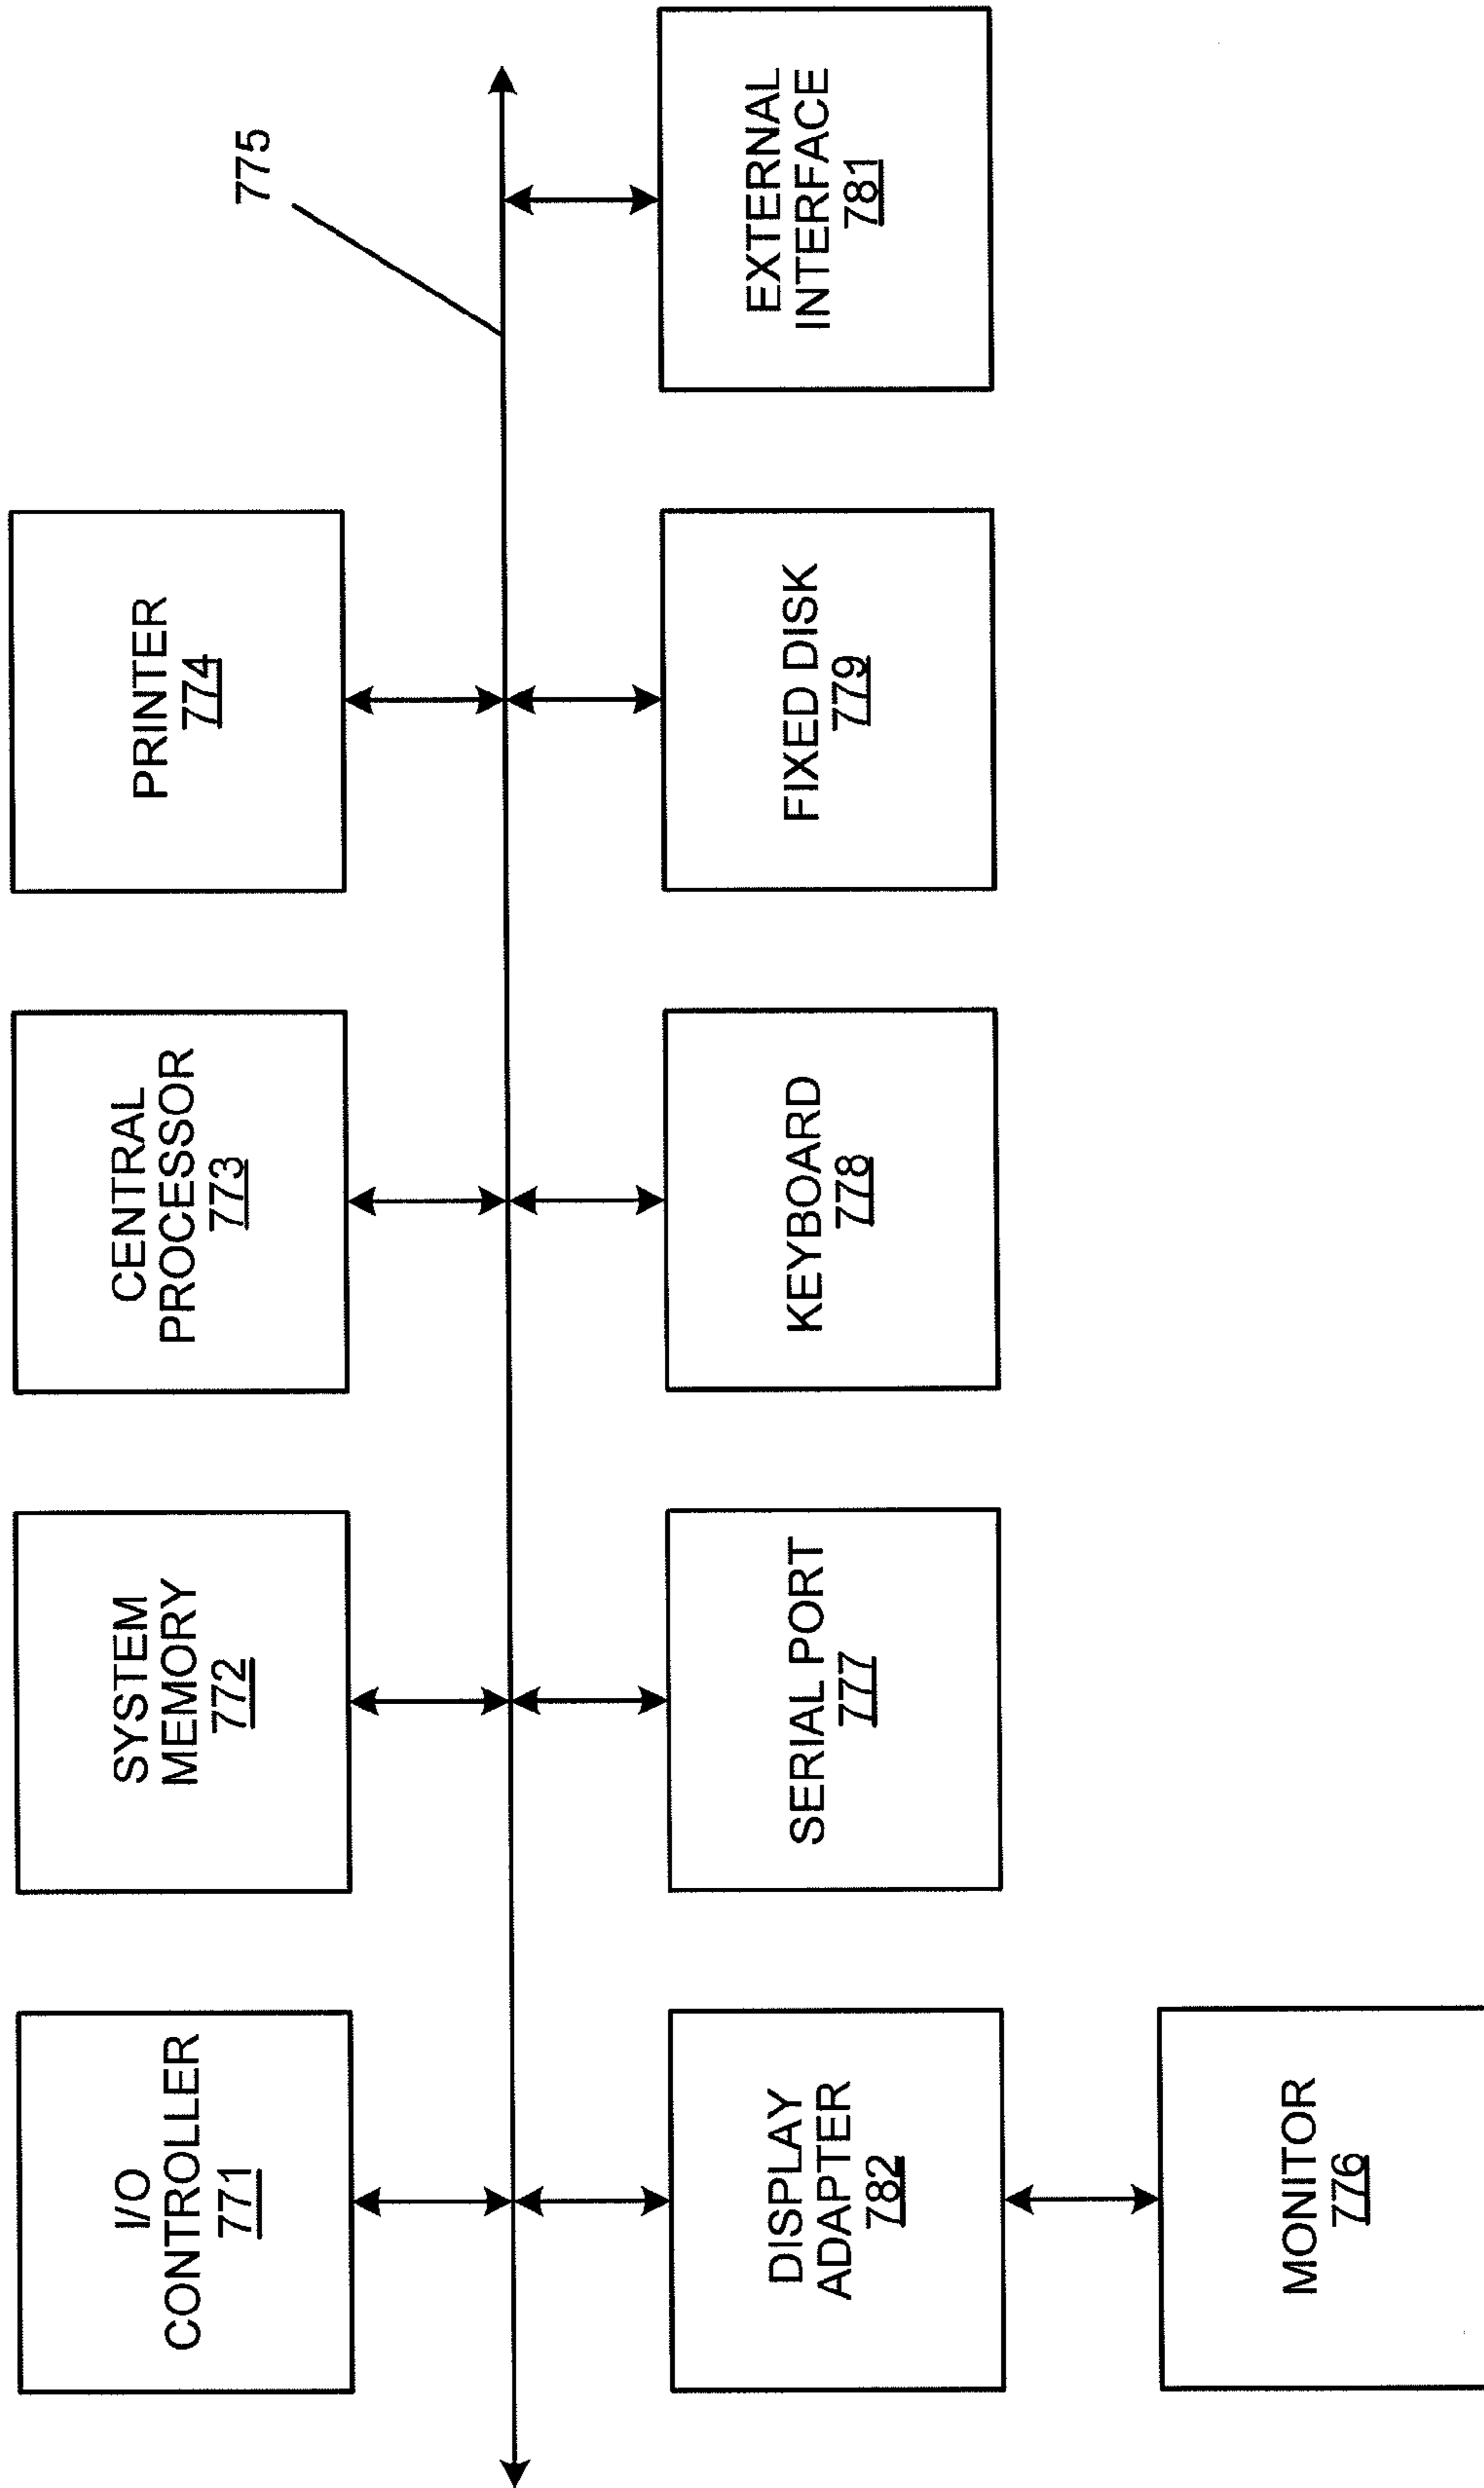 I/O
CONTROLLER
771
SYSTEM
MEMORY
772
CENTRAL
PROCESSOR
773
PRINTER
774
775
DISPLAY
ADAPTER
782
SERIAL PORT
777
KEYBOARD
778
FIXED DISK
779
EXTERNAL
INTERFACE
781
MONITOR
776